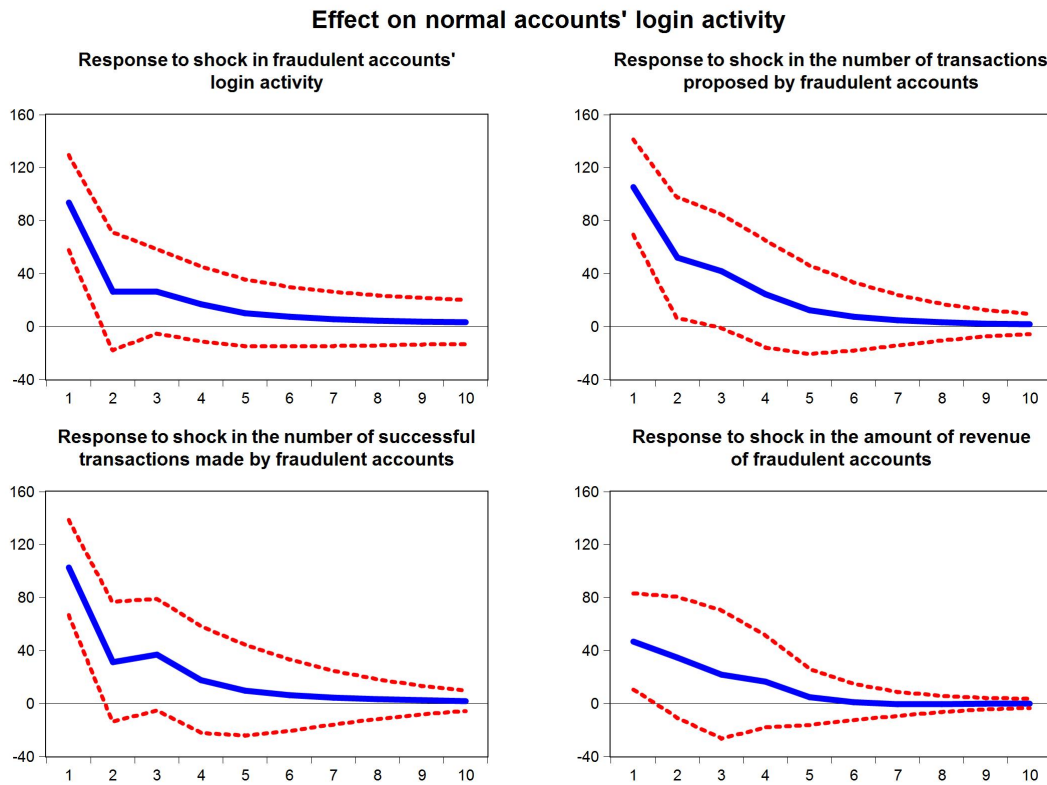 Effect on normal accounts' login activity
Response to shock in fraudulent accounts'
login activity
160
120
80
40
0
-40
1 2 3 4 5 6 7 8 9 10
Response to shock in the number of transactions
proposed by fraudulent accounts
160
120
80
40
0
-40
1 2 3 4 5 6 7 8 9 10
Response to shock in the number of successful
transactions made by fraudulent accounts
160
120
80
40
0
-40
1 2 3 4 5 6 7 8 9 10
Response to shock in the amount of revenue
of fraudulent accounts
160
120
80
40
0
-40
1 2 3 4 5 6 7 8 9 10